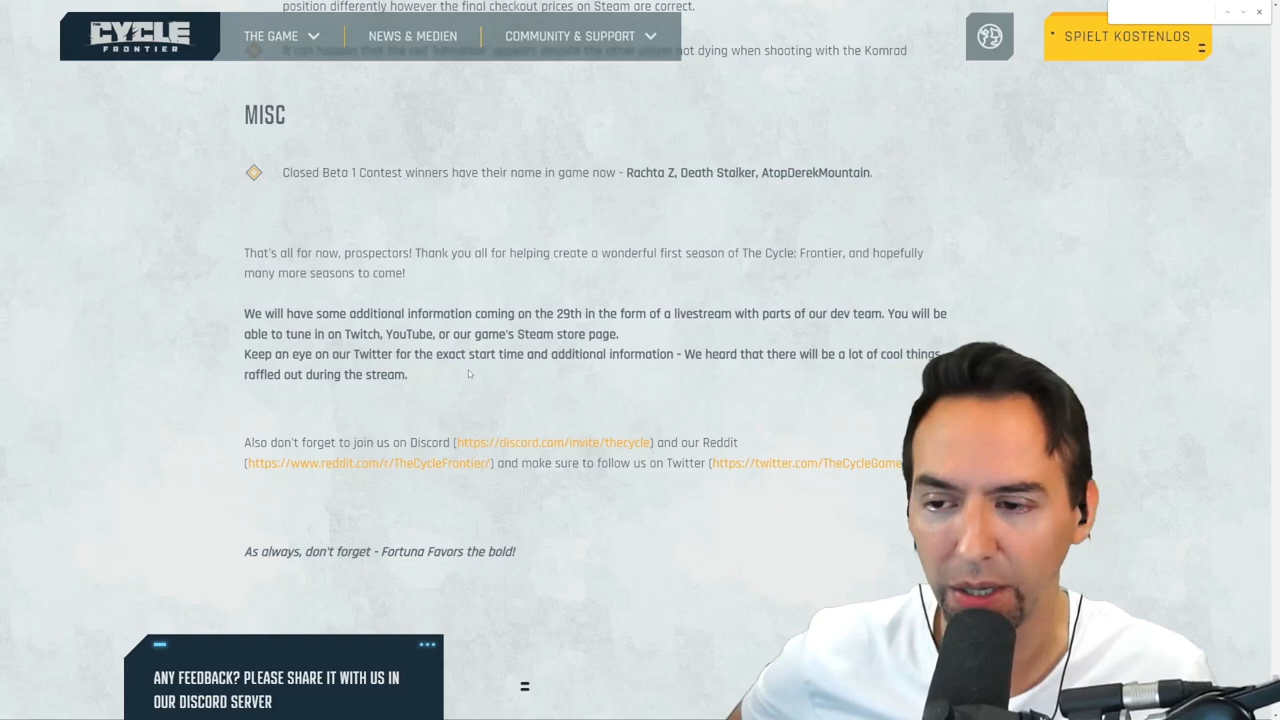 position differently however the final checkout prices on Steam are correct.
THE CYCLE FRONTIER
THE GAME
NEWS & MEDIEN
COMMUNITY & SUPPORT
SPIELT KOSTENLOS
not dying when shooting with the Komrad
MISC
Closed Beta 1 Contest winners have their name in game now - Rachta Z, Death Stalker, AtopDerekMountain.
That's all for now, prospectors! Thank you all for helping create a wonderful first season of The Cycle: Frontier, and hopefully
many more seasons to come!
We will have some additional information coming on the 29th in the form of a livestream with parts of our dev team. You will be
able to tune in on Twitch, YouTube, or our game's Steam store page.
Keep an eye on our Twitter for the exact start time and additional information - We heard that there will be a lot of cool things
raffled out during the stream.
Also don't forget to join us on Discord (https://discord.com/invite/thecycle) and our Reddit
(https://www.reddit.com/r/TheCycleFrontier/) and make sure to follow us on Twitter (https://twitter.com/TheCycleGame
As always, don't forget - Fortuna Favors the bold!
ANY FEEDBACK? PLEASE SHARE IT WITH US IN
OUR DISCORD SERVER